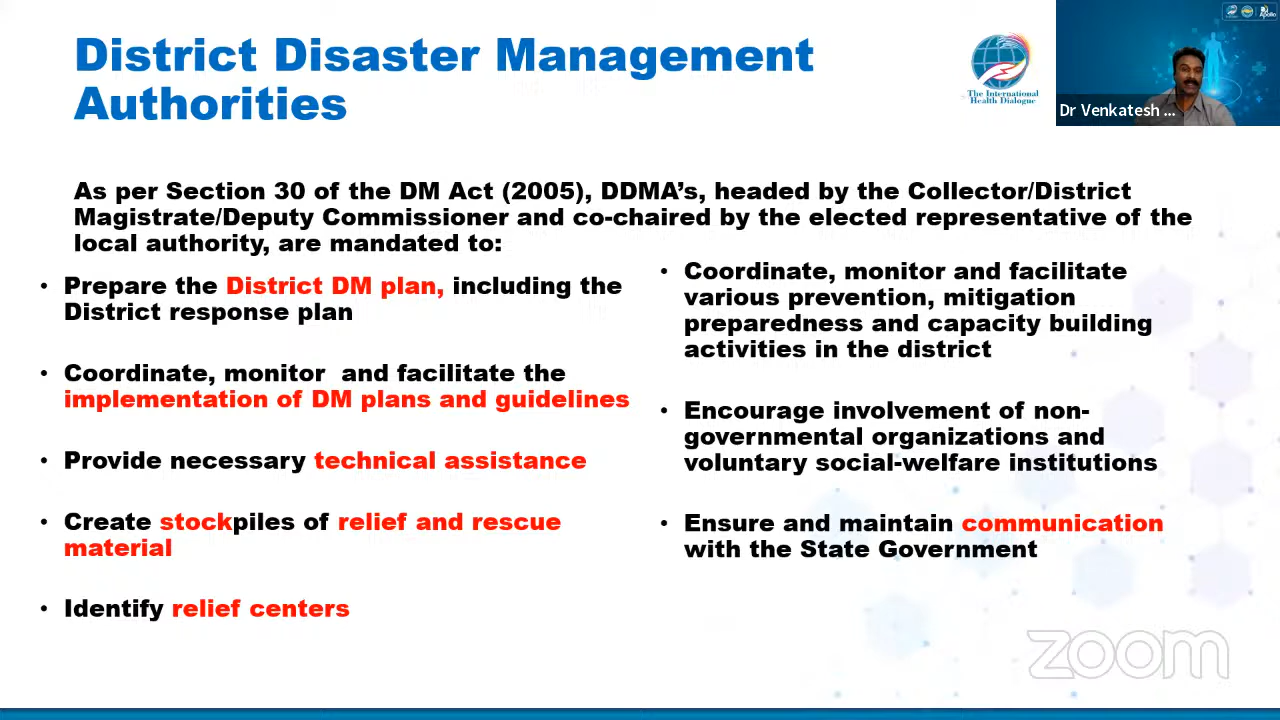 District Disaster Management
Authorities
The International
Health Dialogue
Apollo
Dr Venkatesh ...
As per Section 30 of the DM Act (2005), DDMA’s, headed by the Collector/District
Magistrate/Deputy Commissioner and co-chaired by the elected representative of the
local authority, are mandated to:
• Prepare the District DM plan, including the
District response plan
• Coordinate, monitor  and facilitate the
implementation of DM plans and guidelines
• Provide necessary technical assistance
• Create stockpiles of relief and rescue
material
• Identify relief centers
• Coordinate, monitor and facilitate
various prevention, mitigation
preparedness and capacity building
activities in the district
• Encourage involvement of non-
governmental organizations and
voluntary social-welfare institutions
• Ensure and maintain communication
with the State Government
zoom